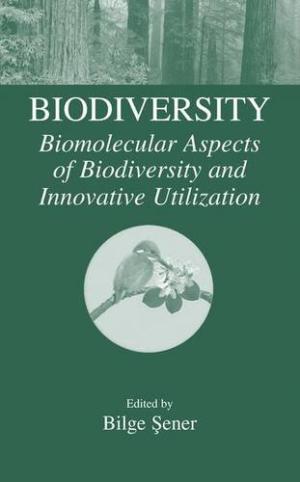 BIODIVERSITY
Biomolecular Aspects
of Biodiversity and
Innovative Utilization
Edited by
Bilge Şener